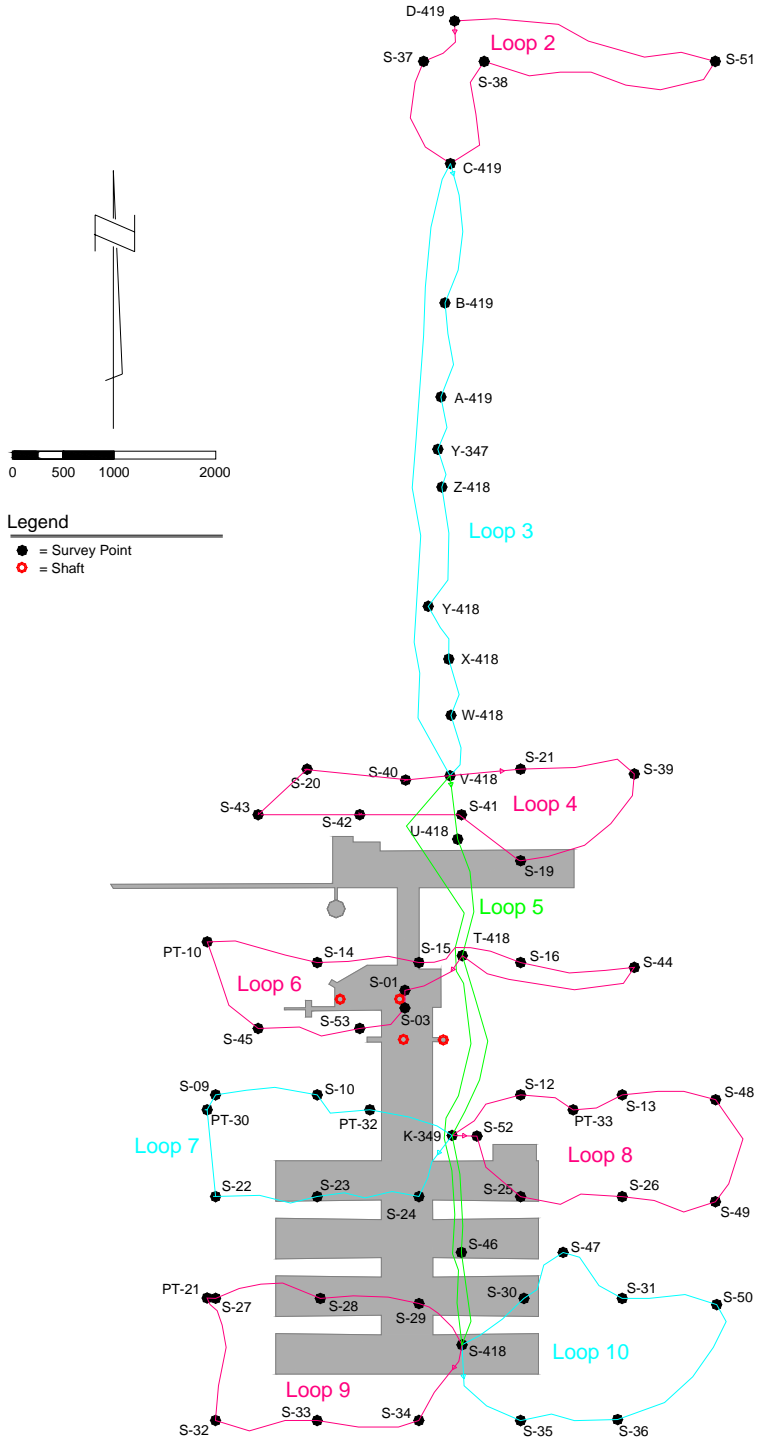 D-419
Loop 2
S-37
S-38
S-51
C-419
B-419
A-419
Y-347
Z-418
0 500 1000 2000
Loop 3
Legend
= Survey Point
= Shaft
Y-418
X-418
W-418
S-20
S-40
V-418
S-21
S-39
S-43
S-42
S-41
Loop 4
U-418
S-19
Loop 5
PT-10
S-14
S-15
T-418
S-16
S-44
Loop 6
S-01
S-03
S-45
S-53
S-09
S-10
S-12
S-13
S-48
PT-30
PT-32
PT-33
K-349
S-52
Loop 7
Loop 8
S-22
S-23
S-24
S-25
S-26
S-49
S-46
S-47
PT-21
S-27
S-28
S-29
S-30
S-31
S-50
S-418
Loop 10
Loop 9
S-32
S-33
S-34
S-35
S-36